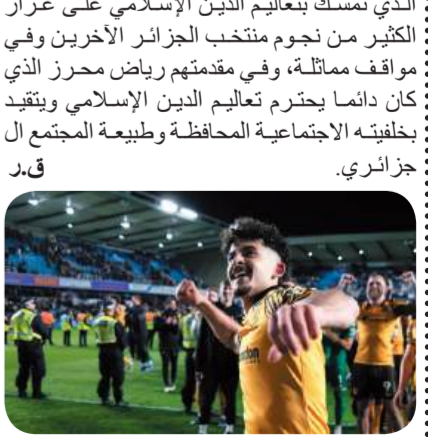 الذي تمسك بتعاليم الدين الإسلامي على غرار
الكثير من نجوم منتخب الجزائر الآخرين وفي
مواقف مماثلة، وفي مقدمتهم رياض محرز الذي
كان دائما يحترم تعاليم الدين الإسلامي ويتقيد
بخلفيته الاجتماعية المحافظة وطبيعة المجتمع ال
جزائري. ق.ر